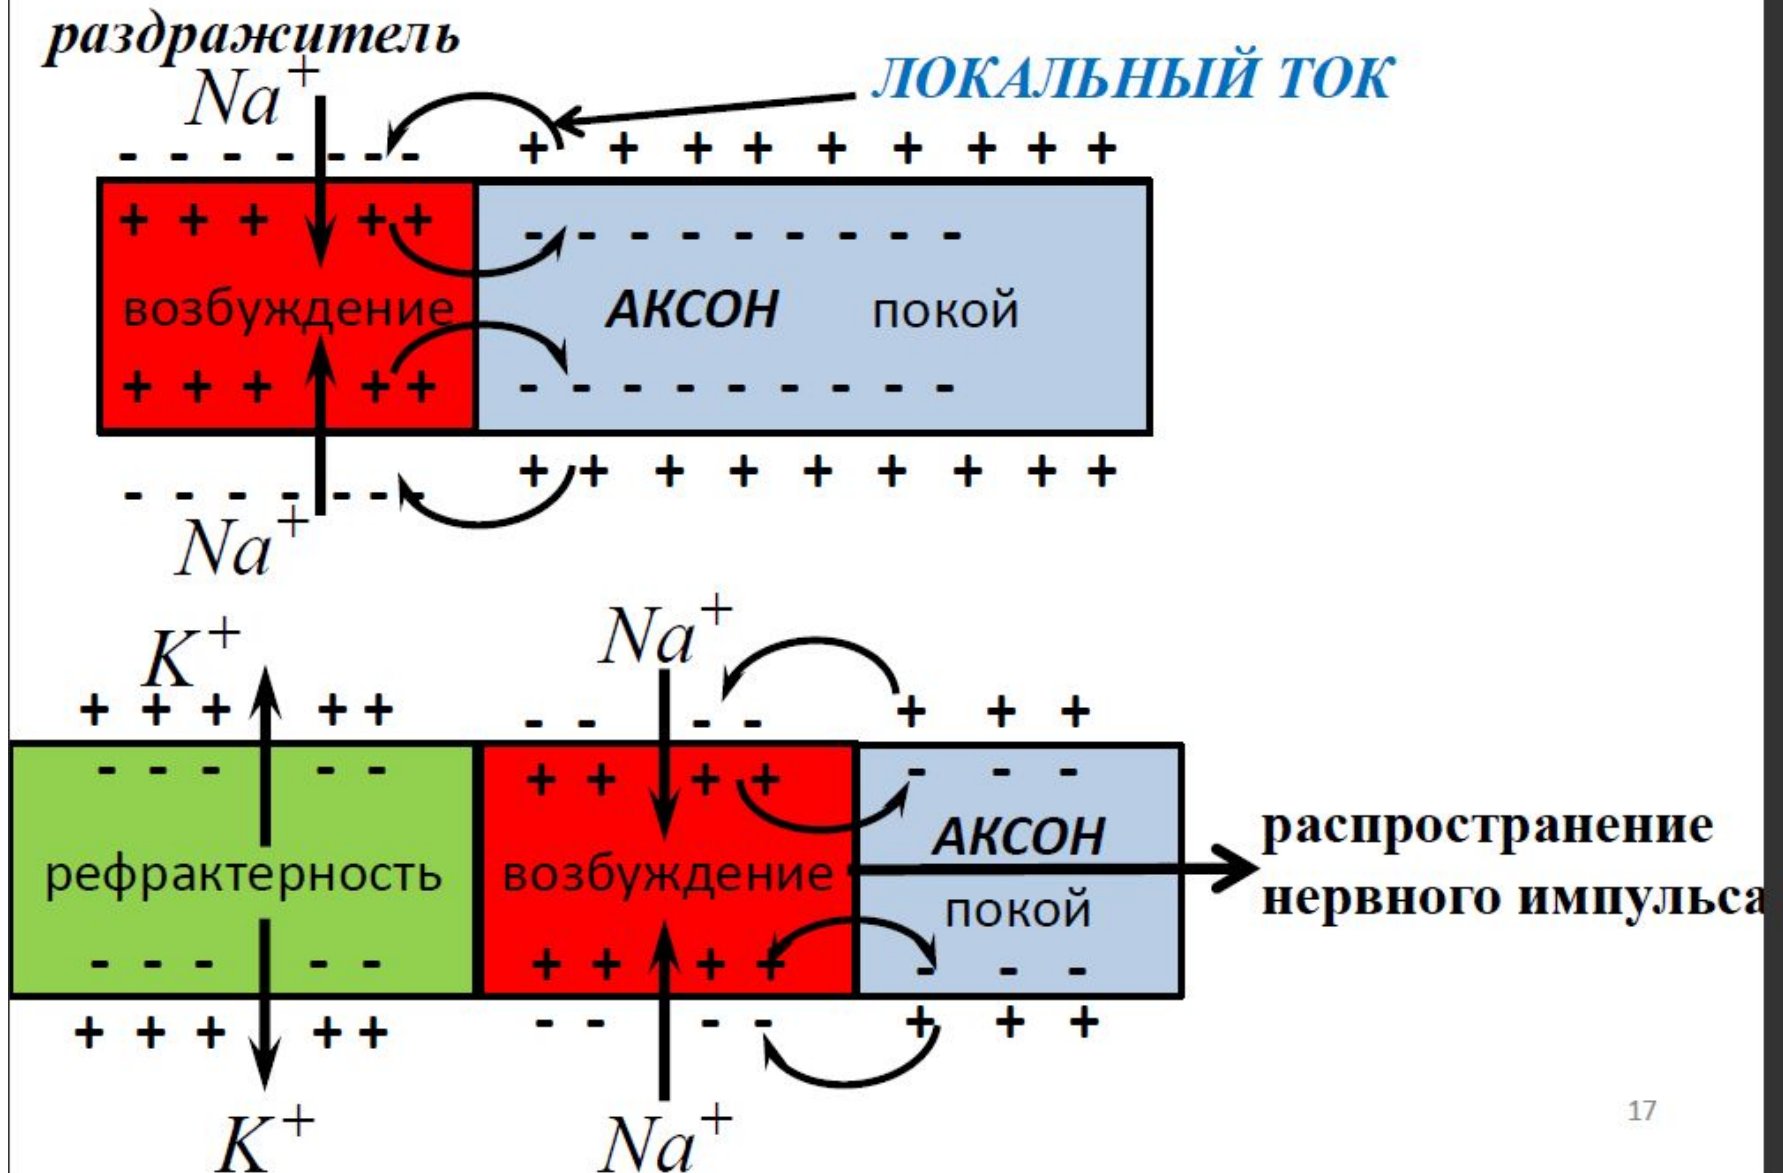 раздражитель
Na⁺
ЛОКАЛЬНЫЙ ТОК
- - - - - - -
+ + + + + + + + +
+ + + + +
- - - - - - - - -
возбуждение
АКСОН покой
+ + + + +
- - - - - - - - -
+ + + + + + + + +
- - - - - - -
Na⁺
K⁺
Na⁺
+ + + + +
- - - -
+ + +
- - - - -
+ + + +
- - -
АКСОН
распространение
рефрактерность
возбуждение
покой
нервного импульса
- - - - -
+ + + +
- - -
+ + + + +
- - - -
+ + +
K⁺
Na⁺
17